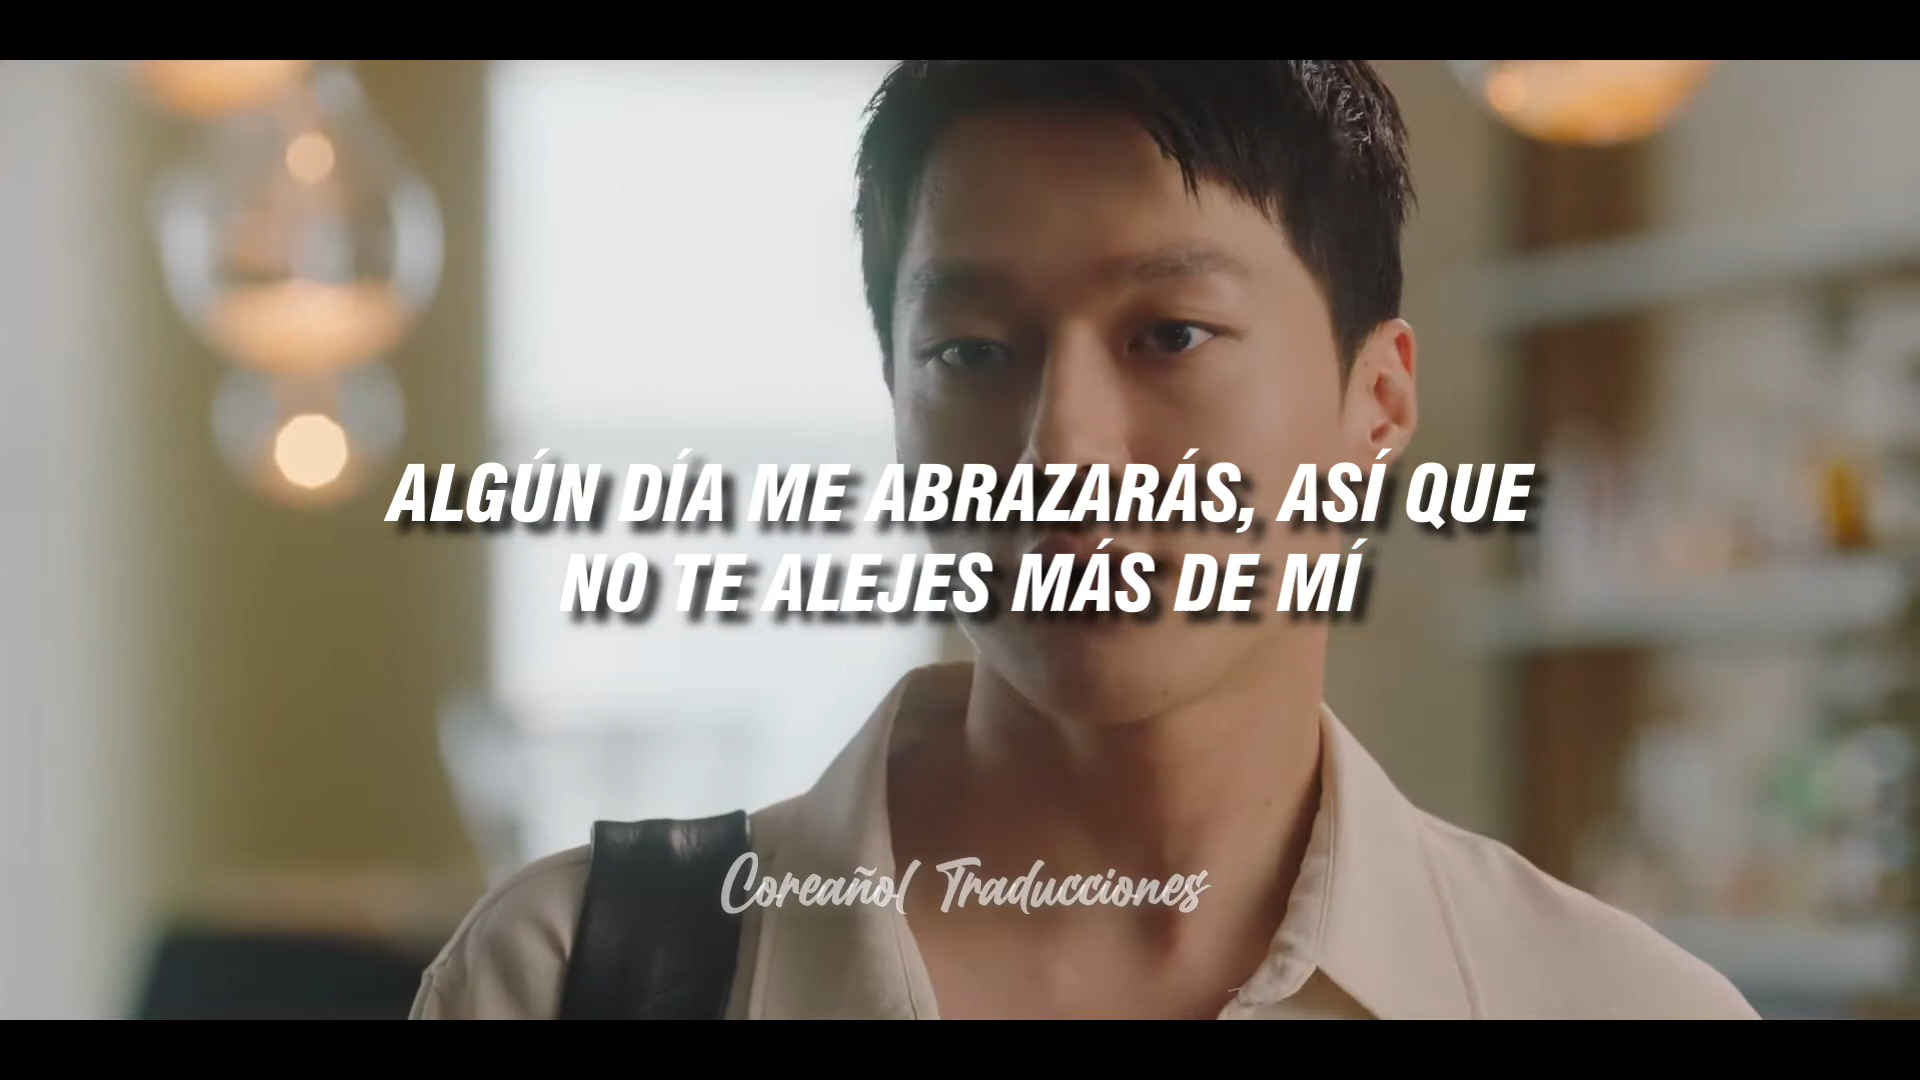 ALGÚN DÍA ME ABRAZARÁS, ASÍ QUE
NO TE ALEJES MÁS DE MÍ
Coreañol Traducciones